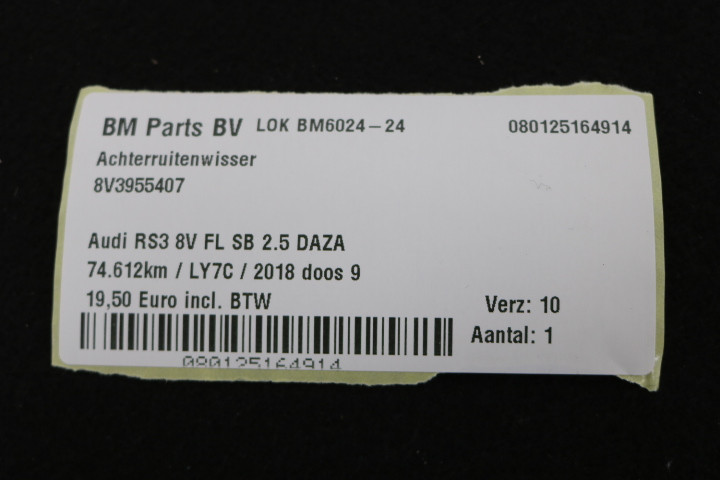 BM Parts BV LOK BM6024-24 080125164914
Achterruitenwisser
8V3955407
Audi RS3 8V FL SB 2.5 DAZA
74.612km / LY7C / 2018 doos 9
19,50 Euro incl. BTW Verz: 10
Aantal: 1
080125164914